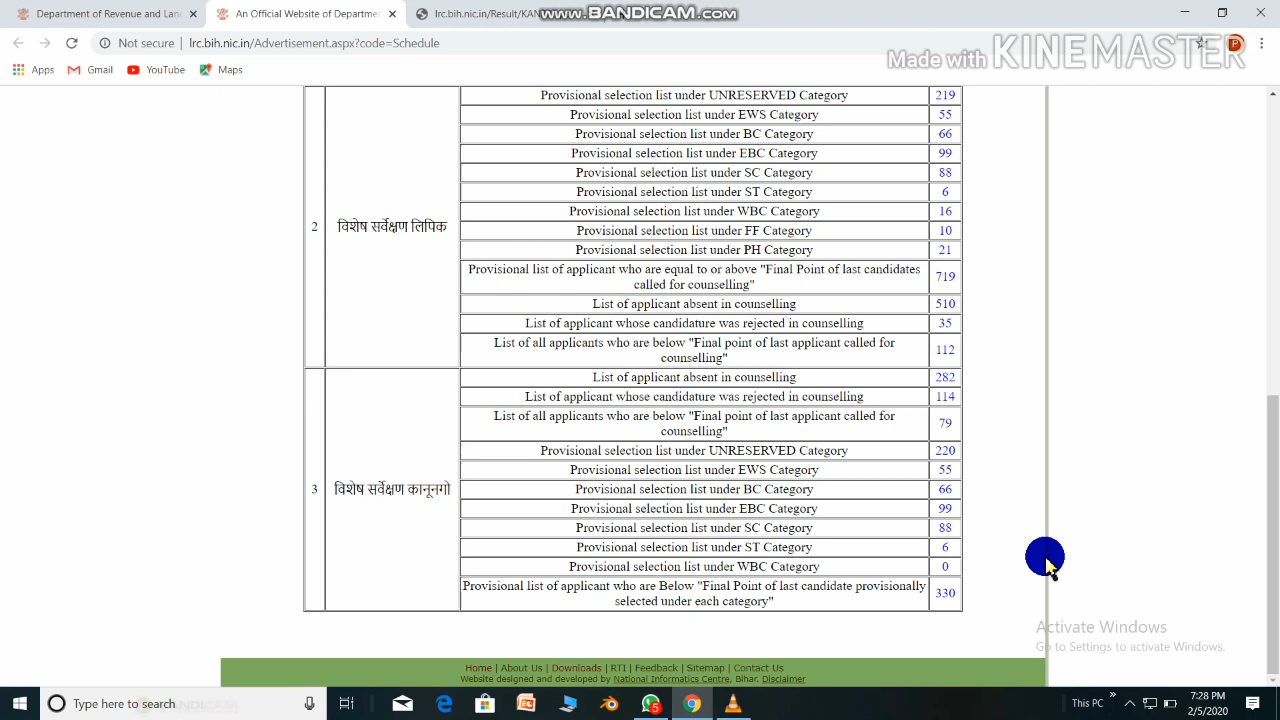 Department of Revenue and Lan
An Official Website of Departme
lrc.bih.nic.in/Result/KAN
www.BANDICAM.com
Not secure
lrc.bih.nic.in/Advertisement.aspx?code=Schedule
Made with KINEMASTER
Apps
Gmail
YouTube
Maps
Provisional selection list under UNRESERVED Category 219
Provisional selection list under EWS Category 55
Provisional selection list under BC Category 66
Provisional selection list under EBC Category 99
Provisional selection list under SC Category 88
Provisional selection list under ST Category 6
Provisional selection list under WBC Category 16
2 विशेष सर्वेक्षण लिपिक
Provisional selection list under FF Category 10
Provisional selection list under PH Category 21
Provisional list of applicant who are equal to or above "Final Point of last candidates
called for counselling" 719
List of applicant absent in counselling 510
List of applicant whose candidature was rejected in counselling 35
List of all applicants who are below "Final point of last applicant called for
counselling" 112
List of applicant absent in counselling 282
List of applicant whose candidature was rejected in counselling 114
List of all applicants who are below "Final point of last applicant called for
counselling" 79
Provisional selection list under UNRESERVED Category 220
Provisional selection list under EWS Category 55
3 विशेष सर्वेक्षण कानूनगो
Provisional selection list under BC Category 66
Provisional selection list under EBC Category 99
Provisional selection list under SC Category 88
Provisional selection list under ST Category 6
Provisional selection list under WBC Category 0
Provisional list of applicant who are Below "Final Point of last candidate provisionally
selected under each category" 330
Activate Windows
Go to Settings to activate Windows.
Home | About Us | Downloads | RTI | Feedback | Sitemap | Contact Us
Website designed and developed by National Informatics Centre, Bihar. Disclaimer
Type here to search
5
This PC
7:28 PM
2/5/2020